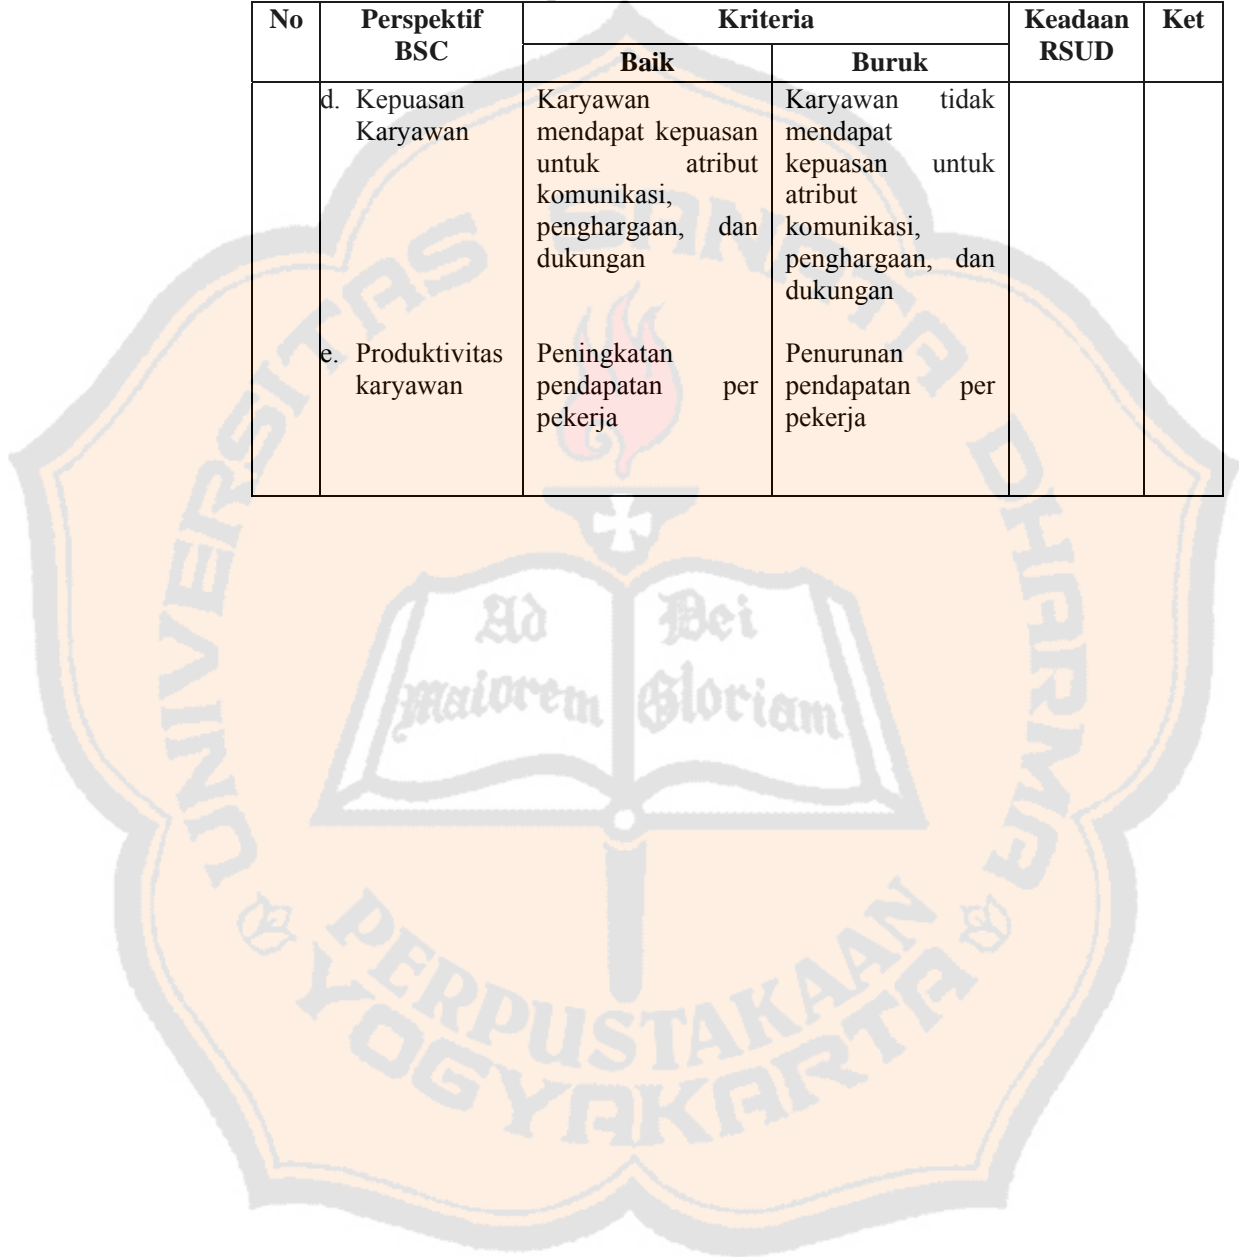 No Perspektif BSC Kriteria Keadaan RSUD Ket
Baik Buruk
d. Kepuasan Karyawan
Karyawan
mendapat kepuasan
untuk atribut
komunikasi,
penghargaan, dan
dukungan
Karyawan tidak
mendapat
kepuasan untuk
atribut
komunikasi,
penghargaan, dan
dukungan
e. Produktivitas
karyawan
Peningkatan
pendapatan per
pekerja
Penurunan
pendapatan per
pekerja
UNIVERSITAS SANATA DHARMA
Ad Dei
maiorem Gloriam
PERPUSTAKAAN
YOGYAKARTA